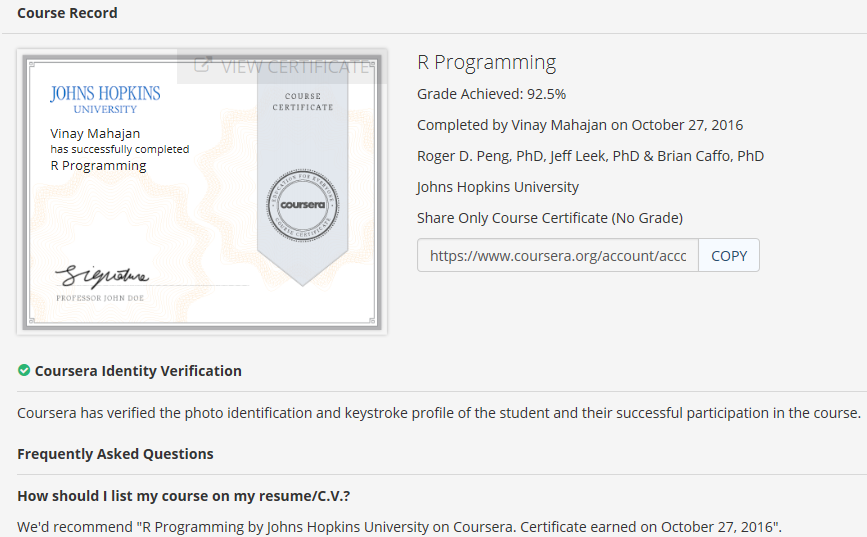 Course Record
VIEW CERTIFICATE
JOHNS HOPKINS
UNIVERSITY
Vinay Mahajan
has successfully completed
R Programming
COURSE
CERTIFICATE
EDUCATION FOR EVERYONE
coursera
COURSE CERTIFICATE
Signature
PROFESSOR JOHN DOE
R Programming
Grade Achieved: 92.5%
Completed by Vinay Mahajan on October 27, 2016
Roger D. Peng, PhD, Jeff Leek, PhD & Brian Caffo, PhD
Johns Hopkins University
Share Only Course Certificate (No Grade)
https://www.coursera.org/account/accc
COPY
Coursera Identity Verification
Coursera has verified the photo identification and keystroke profile of the student and their successful participation in the course.
Frequently Asked Questions
How should I list my course on my resume/C.V.?
We'd recommend "R Programming by Johns Hopkins University on Coursera. Certificate earned on October 27, 2016".